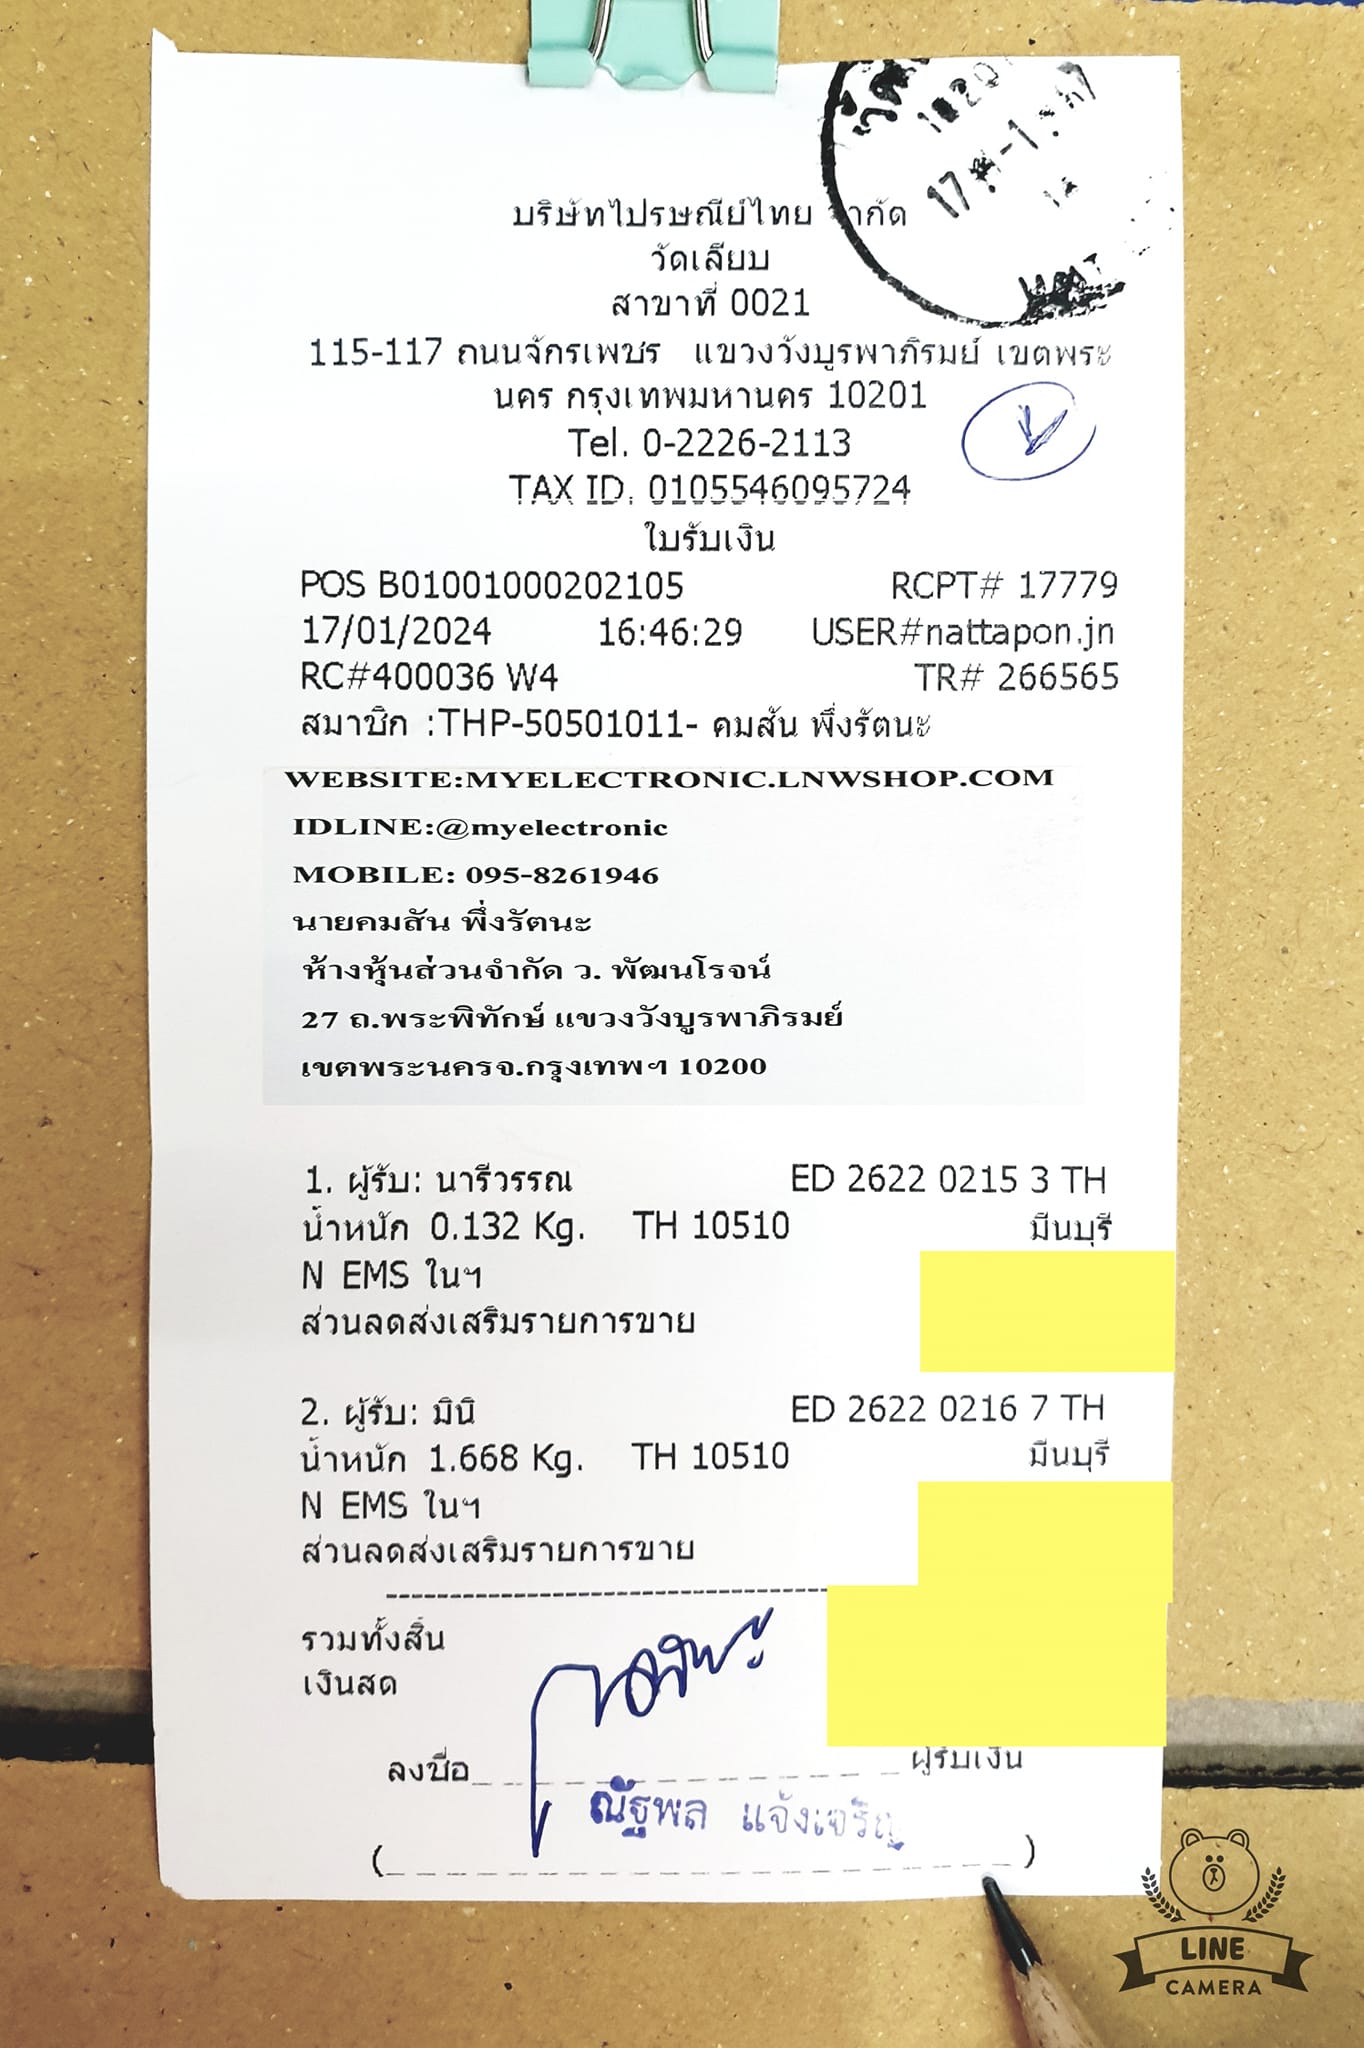 บริษัทไปรษณีย์ไทย จำกัด
วัดเลียบ
สาขาที่ 0021
115-117 ถนนจักรเพชร แขวงวังบูรพาภิรมย์ เขตพระ
นคร กรุงเทพมหานคร 10201
Tel. 0-2226-2113
TAX ID. 0105546095724
ใบรับเงิน
POS B01001000202105 RCPT# 17779
17/01/2024 16:46:29 USER#nattapon.jn
RC#400036 W4 TR# 266565
สมาชิก :THP-50501011- คมสัน พึ่งรัตนะ
WEBSITE:MYELECTRONIC.LNWSHOP.COM
IDLINE:@myelectronic
MOBILE: 095-8261946
นายคมสัน พึ่งรัตนะ
ห้างหุ้นส่วนจำกัด ว. พัฒนโรจน์
27 ถ.พระพิทักษ์ แขวงวังบูรพาภิรมย์
เขตพระนครจ.กรุงเทพฯ 10200
1. ผู้รับ: นารีวรรณ ED 2622 0215 3 TH
น้ำหนัก 0.132 Kg. TH 10510 มีนบุรี
N EMS ในฯ
ส่วนลดส่งเสริมรายการขาย
2. ผู้รับ: มินิ ED 2622 0216 7 TH
น้ำหนัก 1.668 Kg. TH 10510 มีนบุรี
N EMS ในฯ
ส่วนลดส่งเสริมรายการขาย
รวมทั้งสิ้น
เงินสด
ลงชื่อ ผู้รับเงิน
ณัฐพล แจ้งเจริญ
LINE
CAMERA